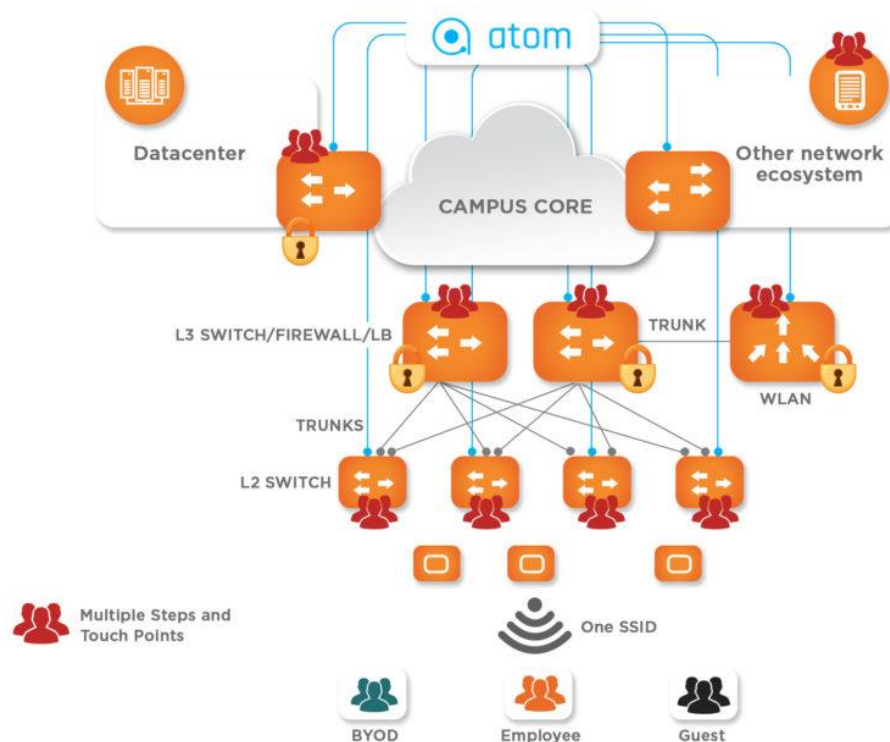 atom
Datacenter
CAMPUS CORE
Other network
ecosystem
L3 SWITCH/FIREWALL/LB
TRUNK
WLAN
TRUNKS
L2 SWITCH
Multiple Steps and
Touch Points
One SSID
BYOD
Employee
Guest